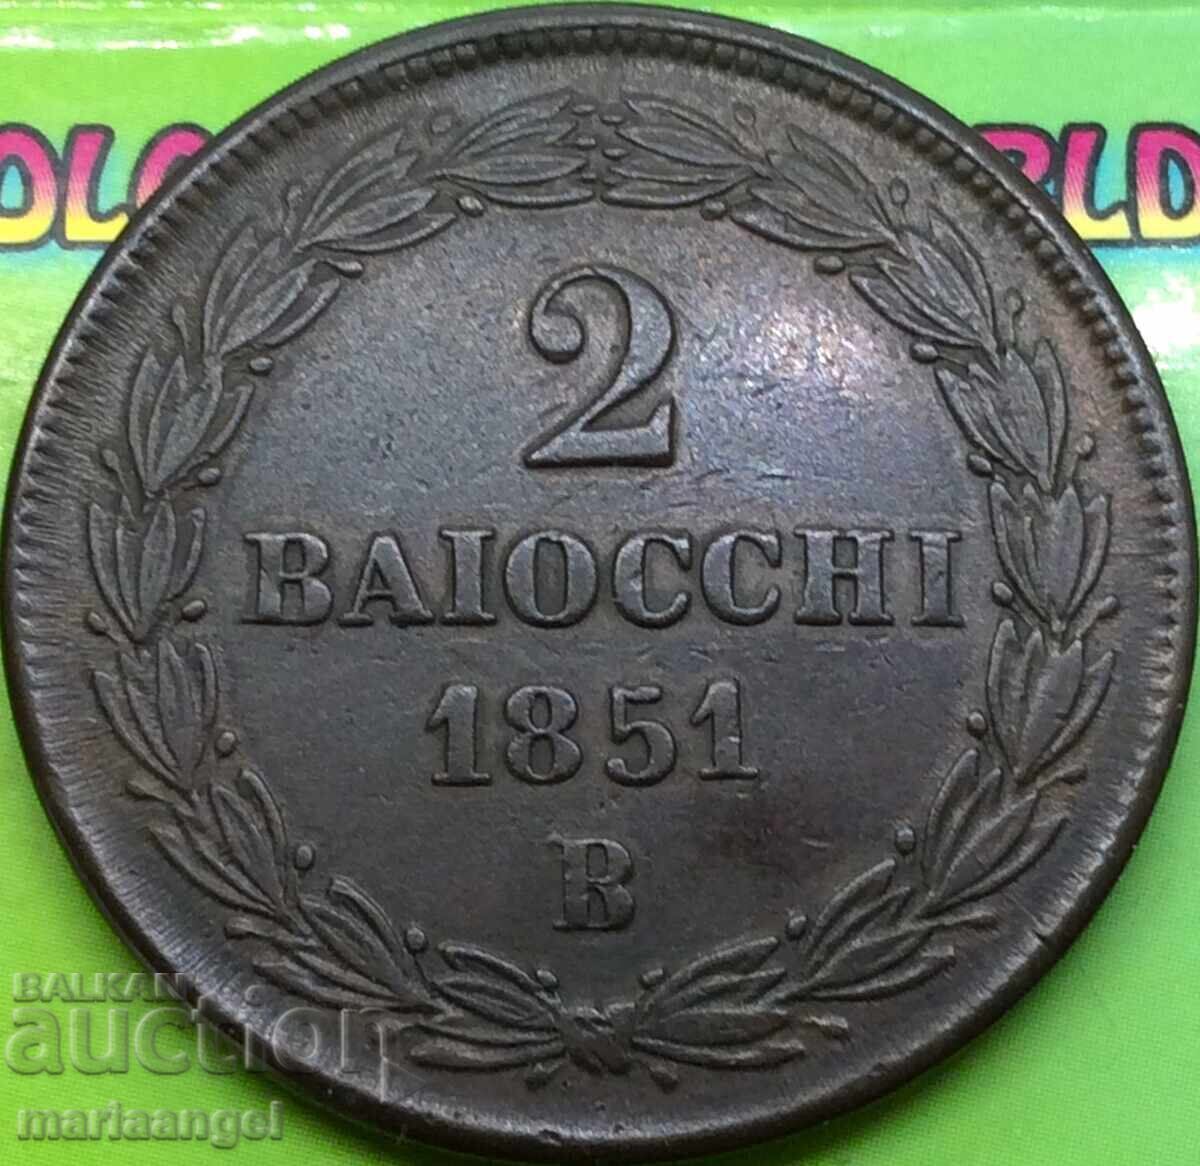 2
BAIOCCHI
1851
B
BALKAN
auction
mariaangel